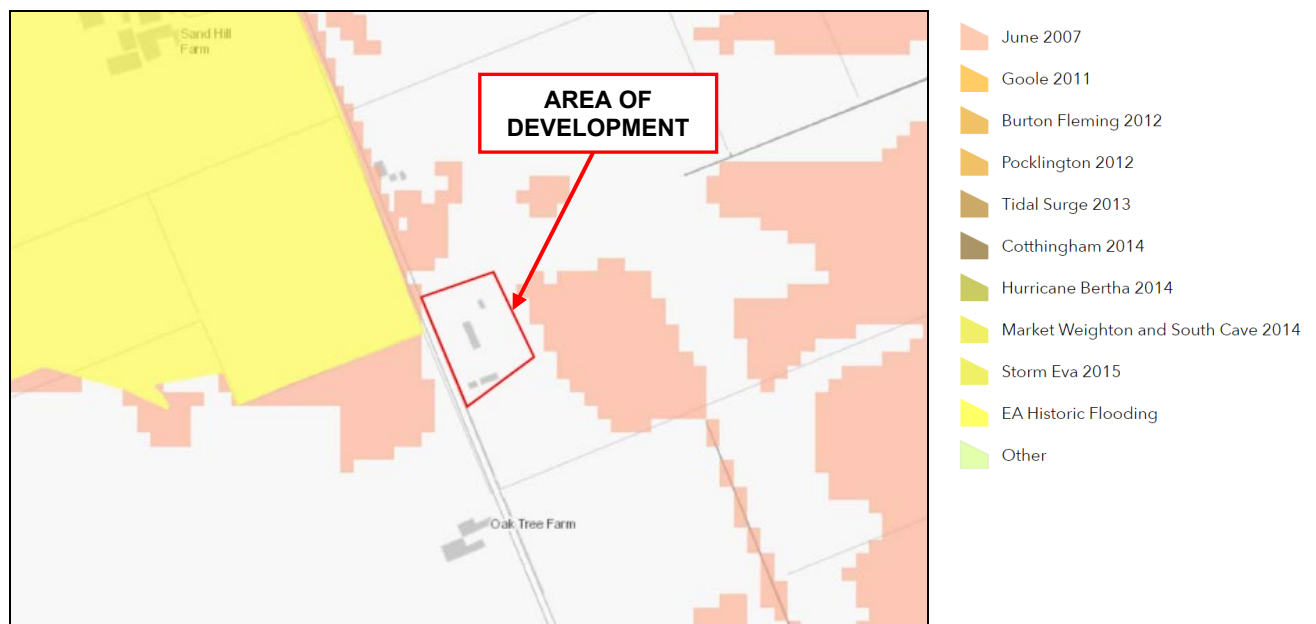 Sand Hill
Farm
AREA OF
DEVELOPMENT
Oak Tree Farm
June 2007
Goole 2011
Burton Fleming 2012
Pocklington 2012
Tidal Surge 2013
Cotthingham 2014
Hurricane Bertha 2014
Market Weighton and South Cave 2014
Storm Eva 2015
EA Historic Flooding
Other